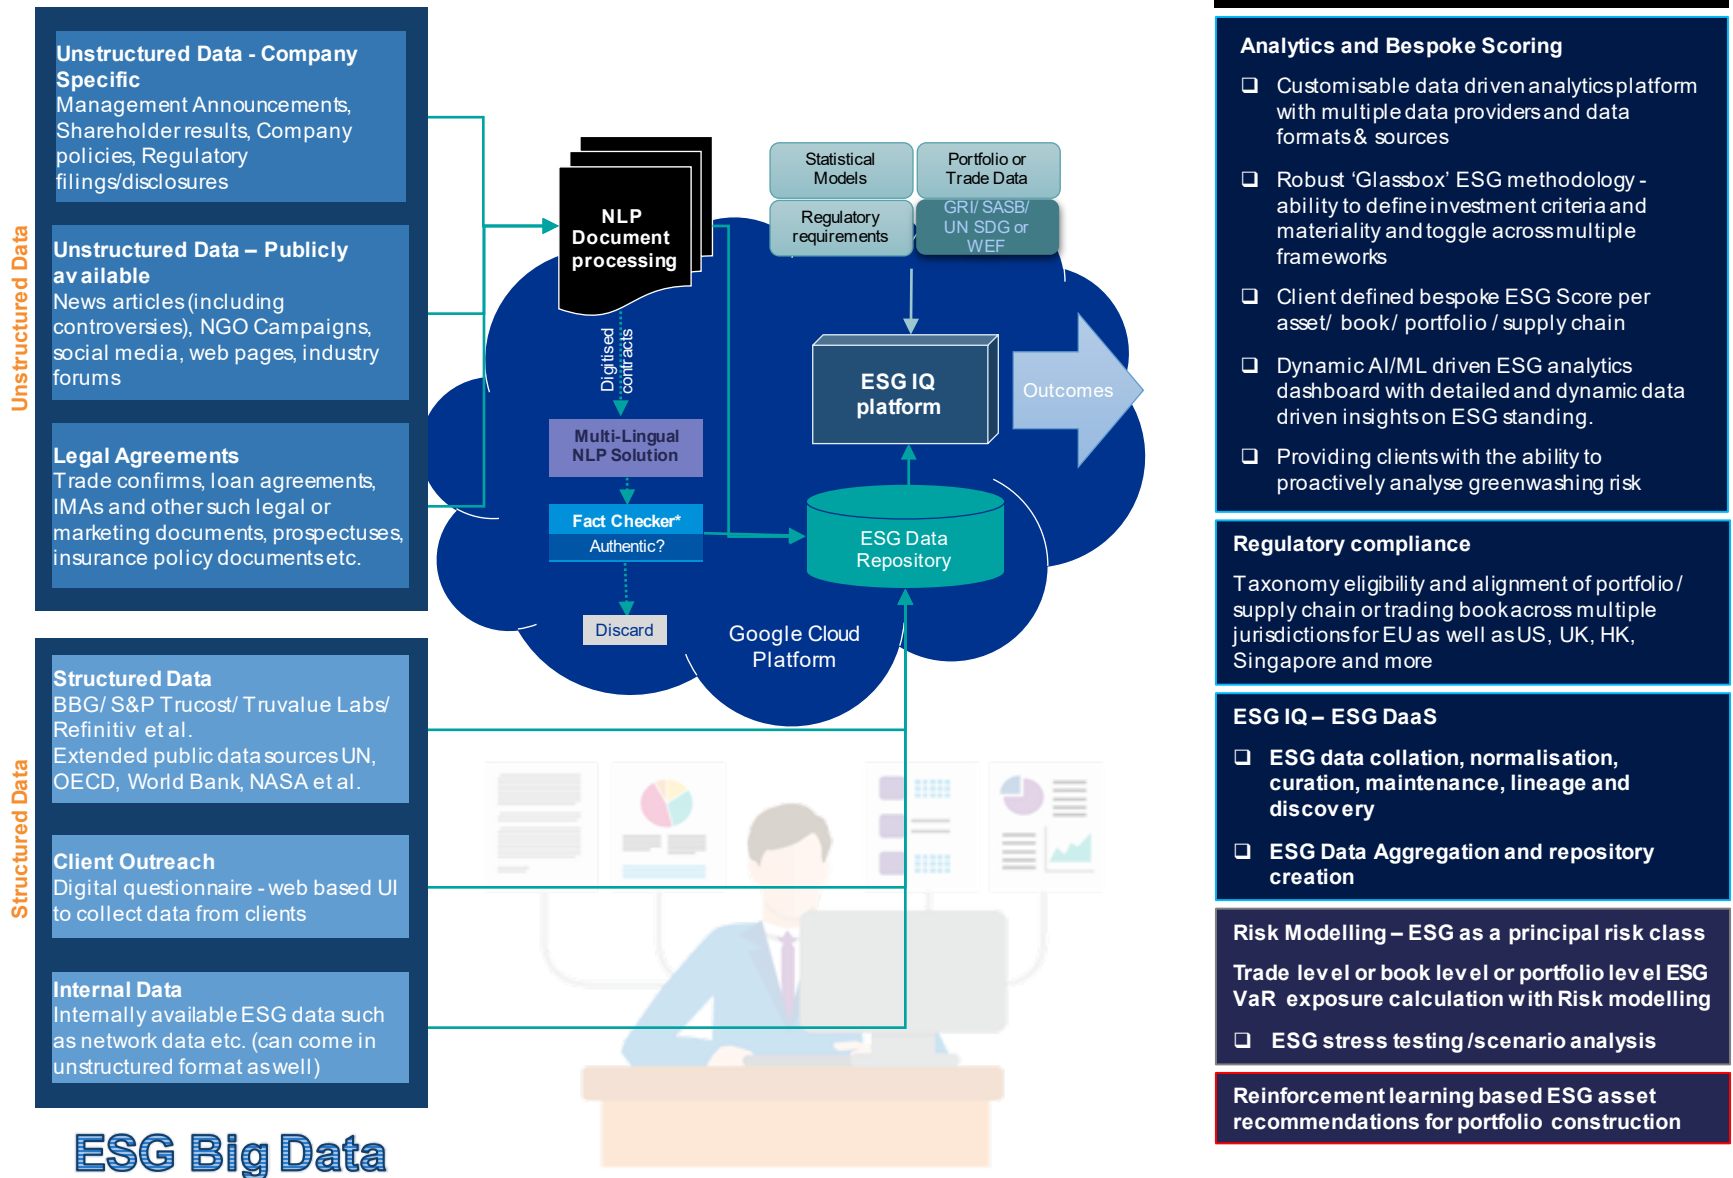 Unstructured Data
Unstructured Data - Company
Specific
Management Announcements,
Shareholder results, Company
policies, Regulatory
filings/disclosures
Unstructured Data – Publicly
available
News articles (including
controversies), NGO Campaigns,
social media, web pages, industry
forums
Legal Agreements
Trade confirms, loan agreements,
IMAs and other such legal or
marketing documents, prospectuses,
insurance policy documents etc.
Structured Data
Structured Data
BBG/ S&P Trucost/ Truvalue Labs/
Refinitiv et al.
Extended public data sources UN,
OECD, World Bank, NASA et al.
Client Outreach
Digital questionnaire - web based UI
to collect data from clients
Internal Data
Internally available ESG data such
as network data etc. (can come in
unstructured format as well)
ESG Big Data
NLP
Document
processing
Digitised
contracts
Multi-Lingual
NLP Solution
Fact Checker*
Authentic?
Discard
Statistical
Models
Portfolio or
Trade Data
Regulatory
requirements
GRI/ SASB/
UN SDG or
WEF
ESG IQ
platform
ESG Data
Repository
Google Cloud
Platform
Outcomes
Analytics and Bespoke Scoring
❑ Customisable data driven analytics platform
with multiple data providers and data
formats & sources
❑ Robust ‘Glassbox’ ESG methodology -
ability to define investment criteria and
materiality and toggle across multiple
frameworks
❑ Client defined bespoke ESG Score per
asset/ book / portfolio / supply chain
❑ Dynamic AI/ML driven ESG analytics
dashboard with detailed and dynamic data
driven insights on ESG standing.
❑ Providing clients with the ability to
proactively analyse greenwashing risk
Regulatory compliance
Taxonomy eligibility and alignment of portfolio /
supply chain or trading book across multiple
jurisdictions for EU as well as US, UK, HK,
Singapore and more
ESG IQ – ESG DaaS
❑ ESG data collation, normalisation,
curation, maintenance, lineage and
discovery
❑ ESG Data Aggregation and repository
creation
Risk Modelling – ESG as a principal risk class
Trade level or book level or portfolio level ESG
VaR exposure calculation with Risk modelling
❑ ESG stress testing /scenario analysis
Reinforcement learning based ESG asset
recommendations for portfolio construction